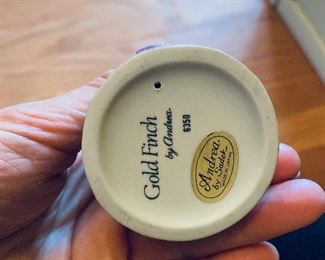 Gold Finch
by Andrea
6350
Andrea
by Sadek